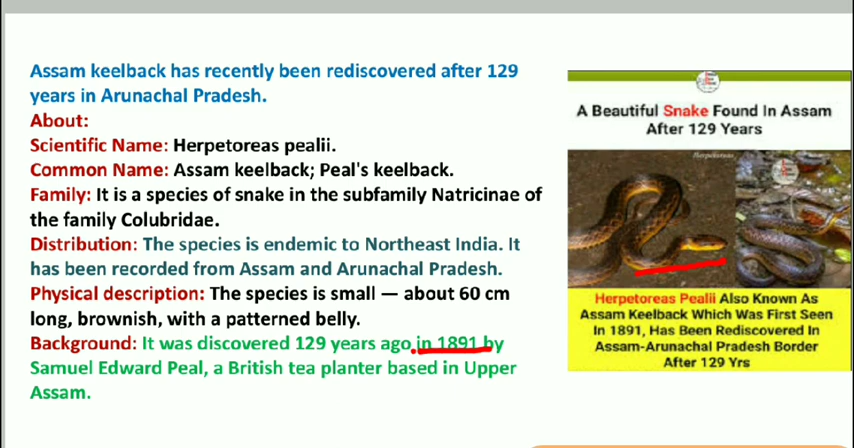 Assam keelback has recently been rediscovered after 129
years in Arunachal Pradesh.
About:
Scientific Name: Herpetoreas pealii.
Common Name: Assam keelback; Peal's keelback.
Family: It is a species of snake in the subfamily Natricinae of
the family Colubridae.
Distribution: The species is endemic to Northeast India. It
has been recorded from Assam and Arunachal Pradesh.
Physical description: The species is small — about 60 cm
long, brownish, with a patterned belly.
Background: It was discovered 129 years ago in 1891 by
Samuel Edward Peal, a British tea planter based in Upper
Assam.
A Beautiful Snake Found In Assam
After 129 Years
Herpetoreas
Herpetoreas Pealii Also Known As
Assam Keelback Which Was First Seen
In 1891, Has Been Rediscovered In
Assam-Arunachal Pradesh Border
After 129 Yrs